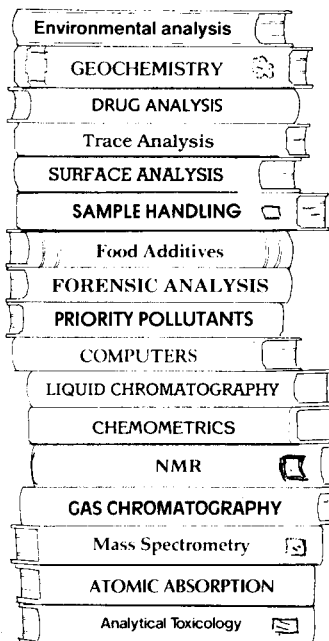 Environmental analysis
GEOCHEMISTRY
DRUG ANALYSIS
Trace Analysis
SURFACE ANALYSIS
SAMPLE HANDLING
Food Additives
FORENSIC ANALYSIS
PRIORITY POLLUTANTS
COMPUTERS
LIQUID CHROMATOGRAPHY
CHEMOMETRICS
NMR
GAS CHROMATOGRAPHY
Mass Spectrometry
ATOMIC ABSORPTION
Analytical Toxicology